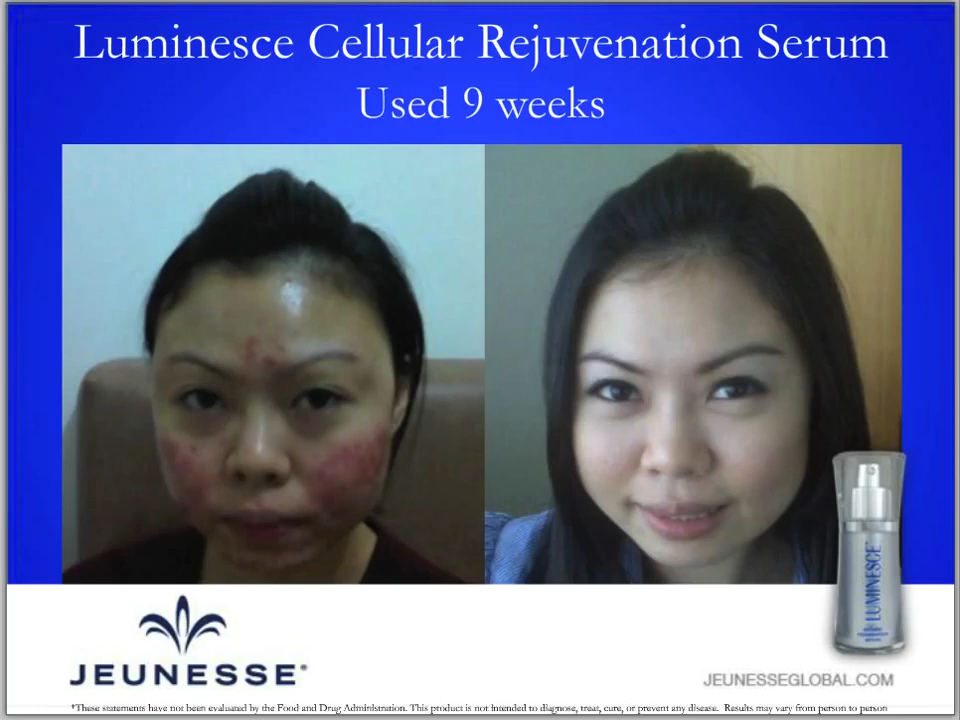 Luminesce Cellular Rejuvenation Serum
Used 9 weeks
LUMINESCE
JEUNESSE®
JEUNESSEGLOBAL.COM
*These statements have not been evaluated by the Food and Drug Administration. This product is not intended to diagnose, treat, cure, or prevent any disease. Results may vary from person to person